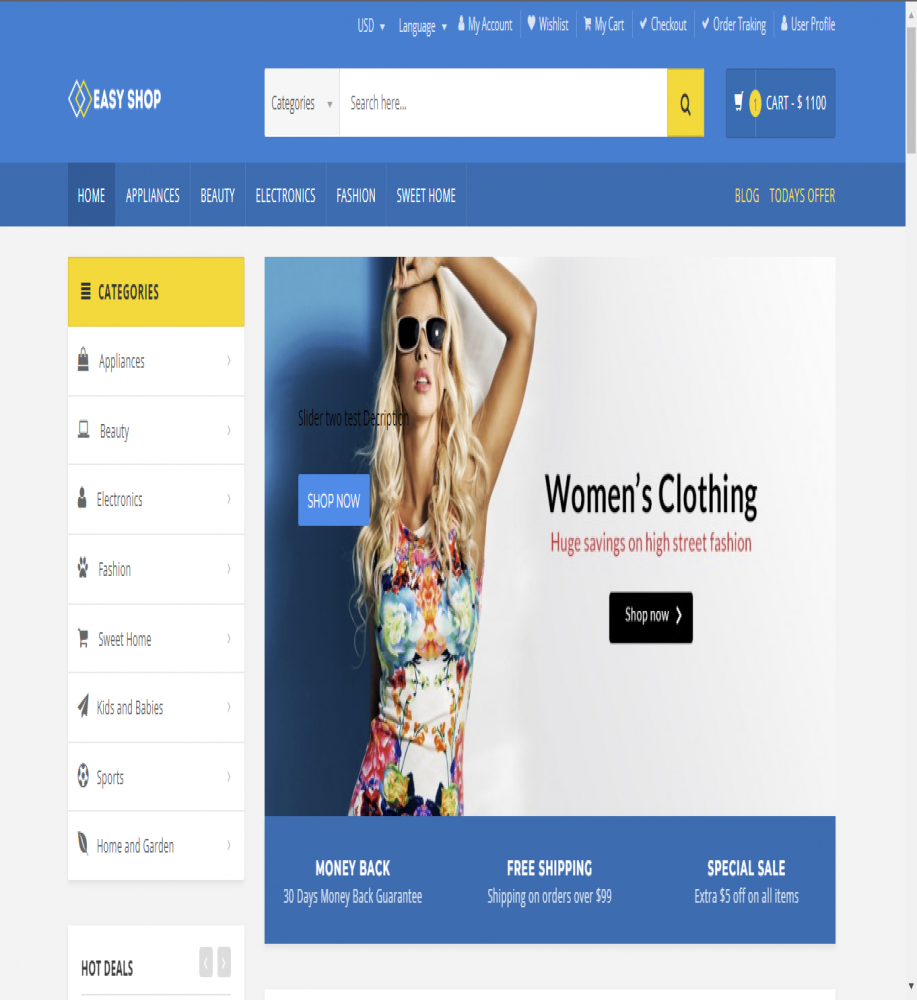 USD
Language
My Account
Wishlist
My Cart
Checkout
Order Traking
User Profile
EASY SHOP
Categories
Search here...
1
CART - $ 1100
HOME
APPLIANCES
BEAUTY
ELECTRONICS
FASHION
SWEET HOME
BLOG
TODAYS OFFER
CATEGORIES
Appliances
Beauty
Electronics
Fashion
Sweet Home
Kids and Babies
Sports
Home and Garden
HOT DEALS
Slider two test Decription
SHOP NOW
Women's Clothing
Huge savings on high street fashion
Shop now
MONEY BACK
30 Days Money Back Guarantee
FREE SHIPPING
Shipping on orders over $99
SPECIAL SALE
Extra $5 off on all items